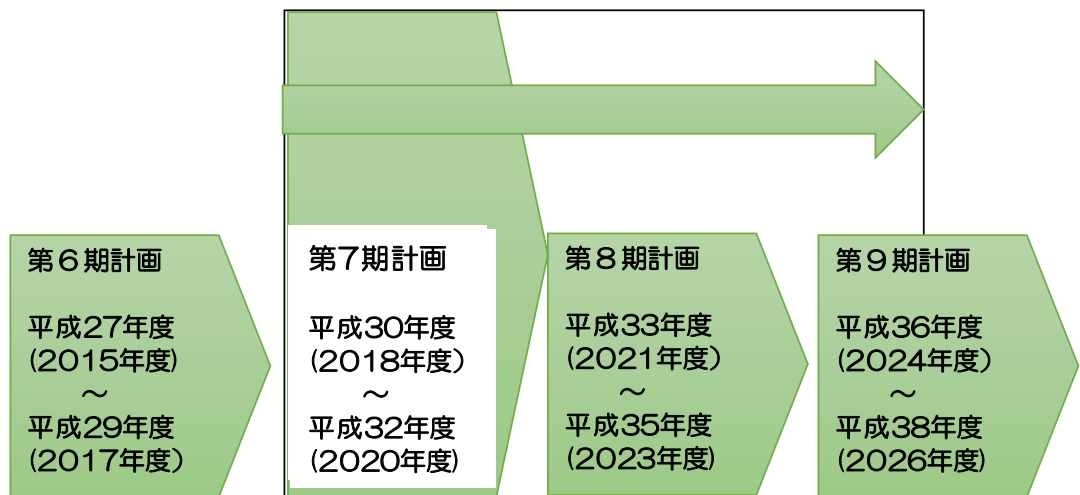 第６期計画
平成27年度
(2015年度)
～
平成29年度
(2017年度）
第7期計画
平成30年度
(2018年度）
～
平成32年度
(2020年度)
第８期計画
平成33年度
(2021年度）
～
平成35年度
(2023年度)
第９期計画
平成36年度
(2024年度）
～
平成38年度
(2026年度)